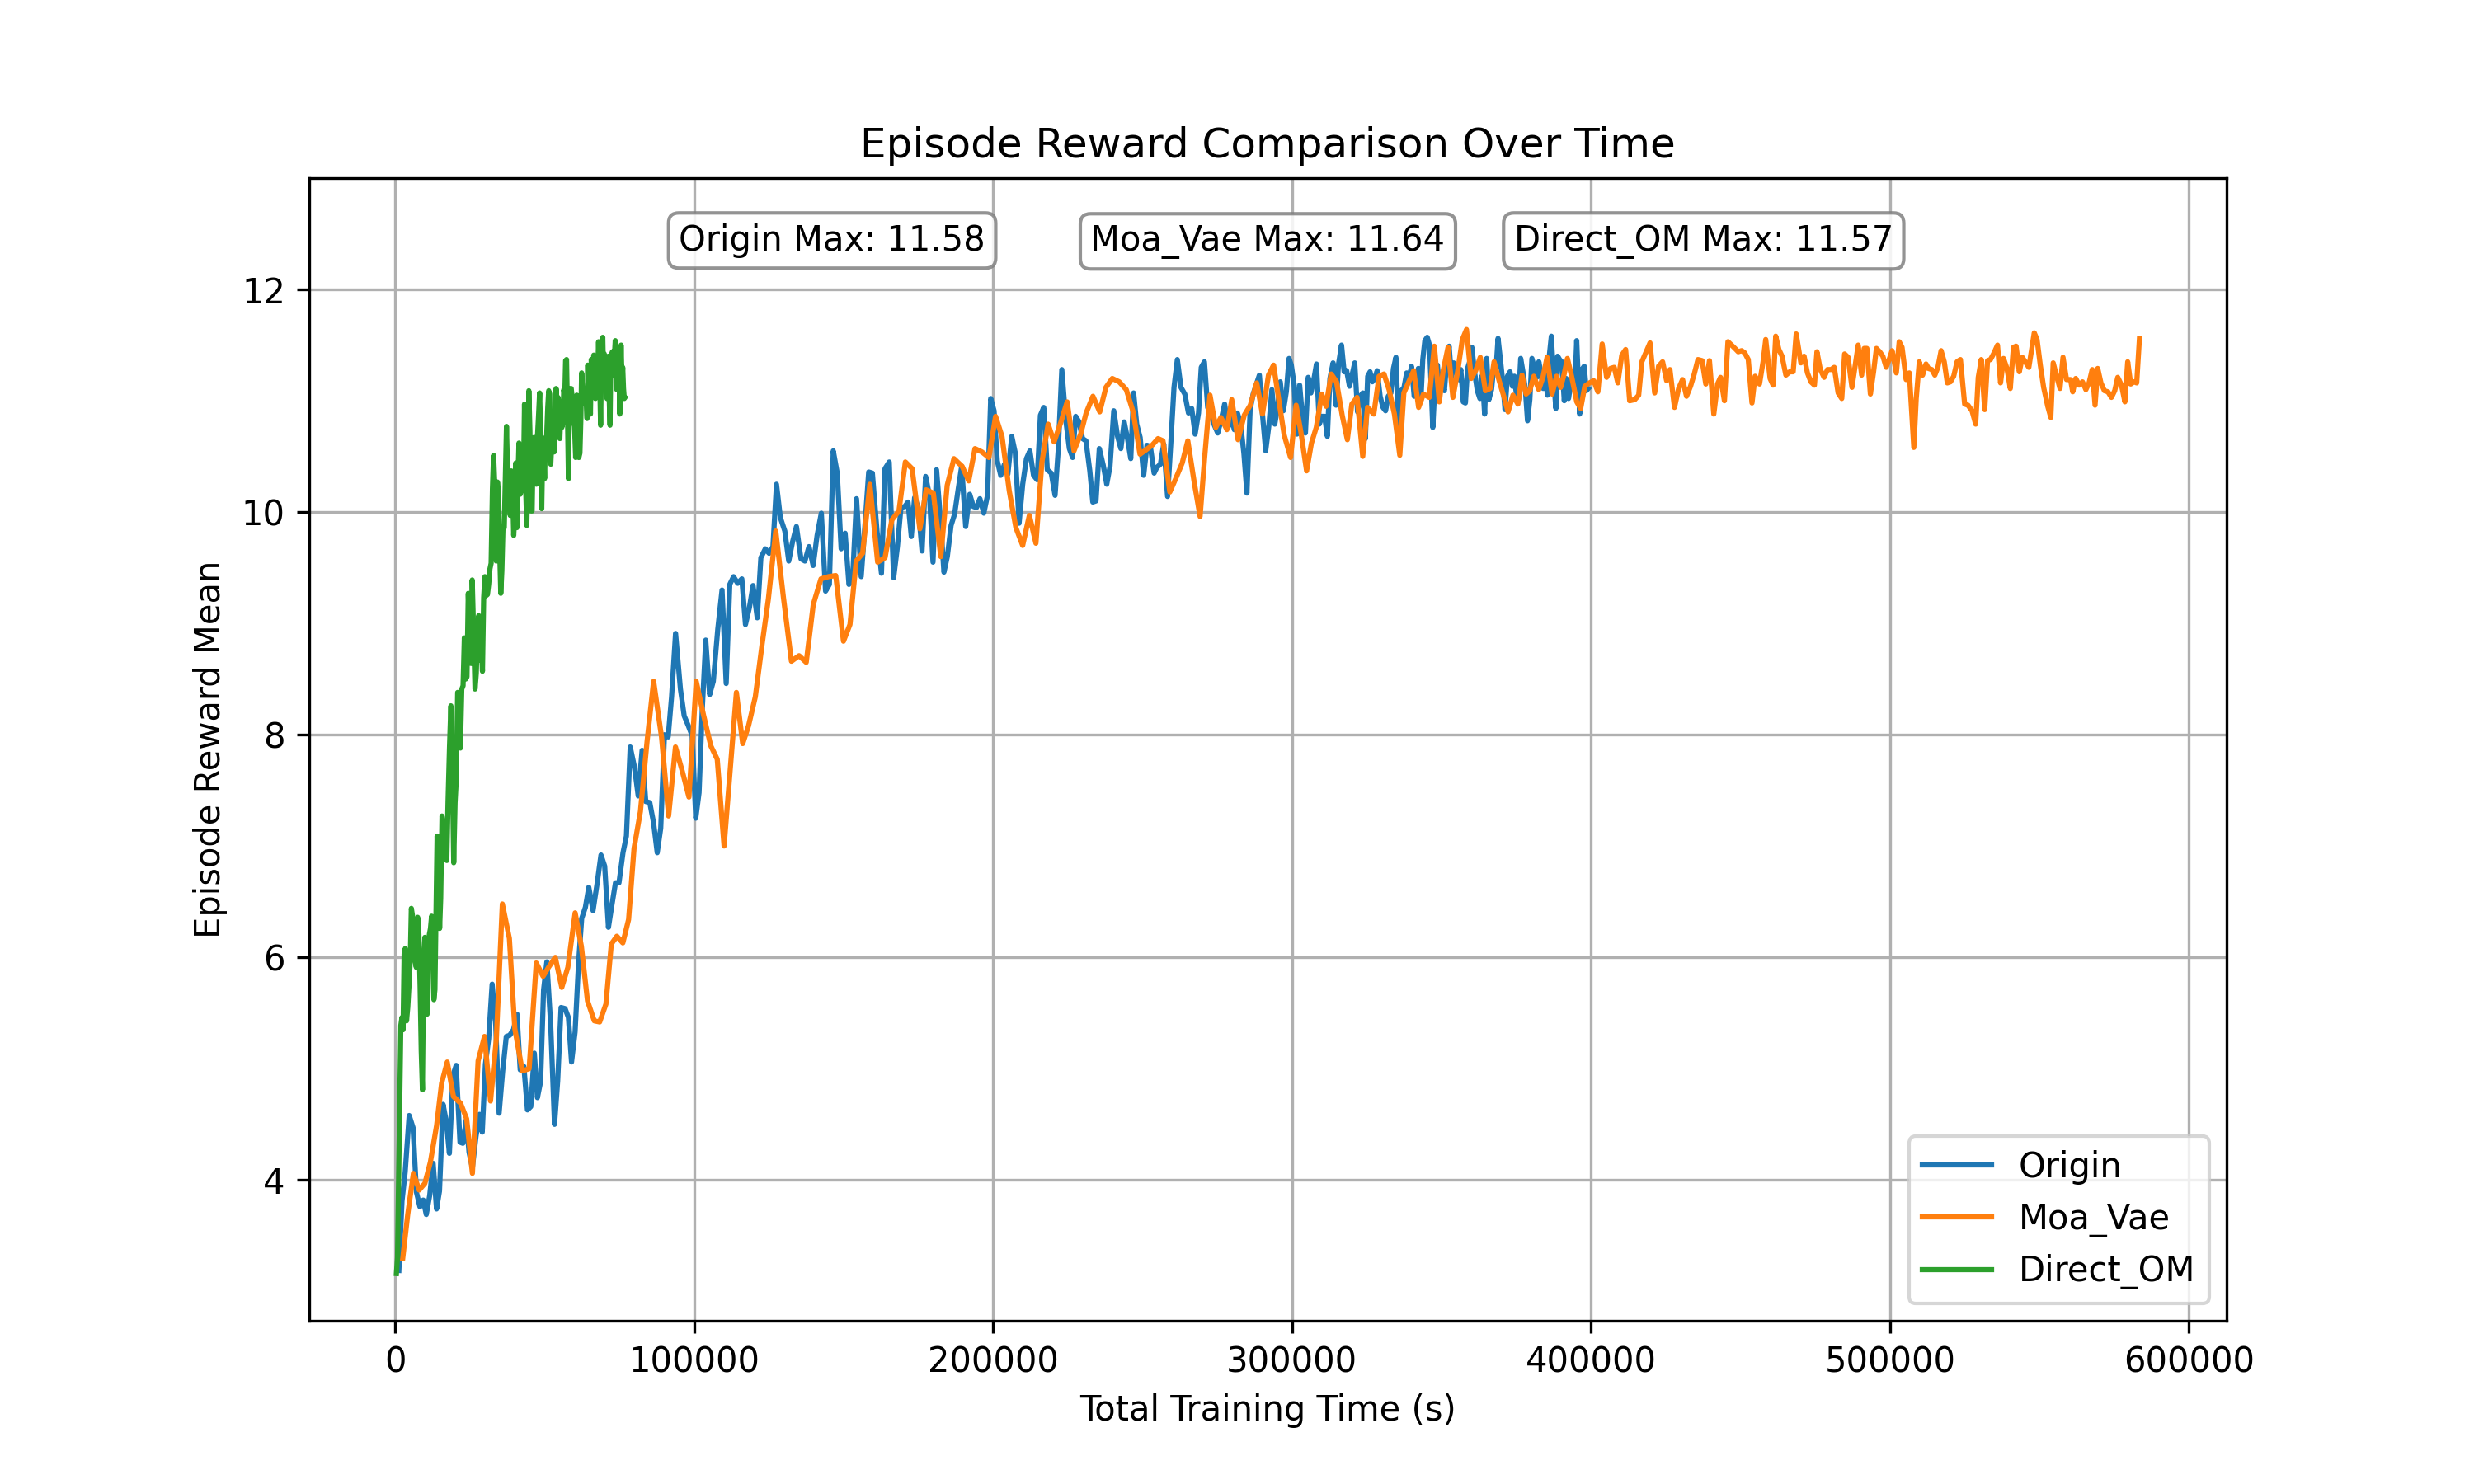 Episode Reward Comparison Over Time
Origin Max: 11.58
Moa_Vae Max: 11.64
Direct_OM Max: 11.57
12
10
8
6
4
Episode Reward Mean
Origin
Moa_Vae
Direct_OM
0 100000 200000 300000 400000 500000 600000
Total Training Time (s)